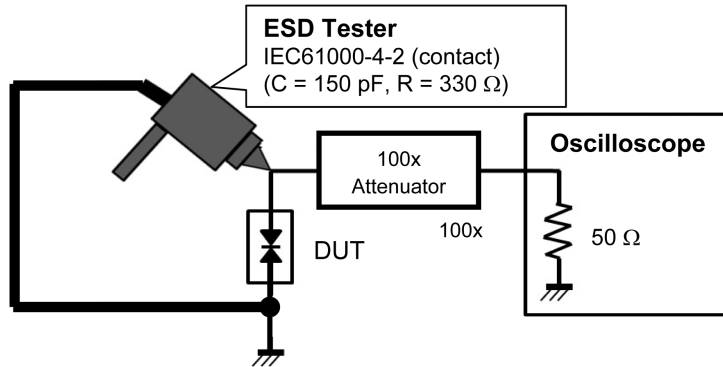 ESD Tester
IEC61000-4-2 (contact)
(C = 150 pF, R = 330 Ω)
Oscilloscope
100x
Attenuator
100x
50 Ω
DUT